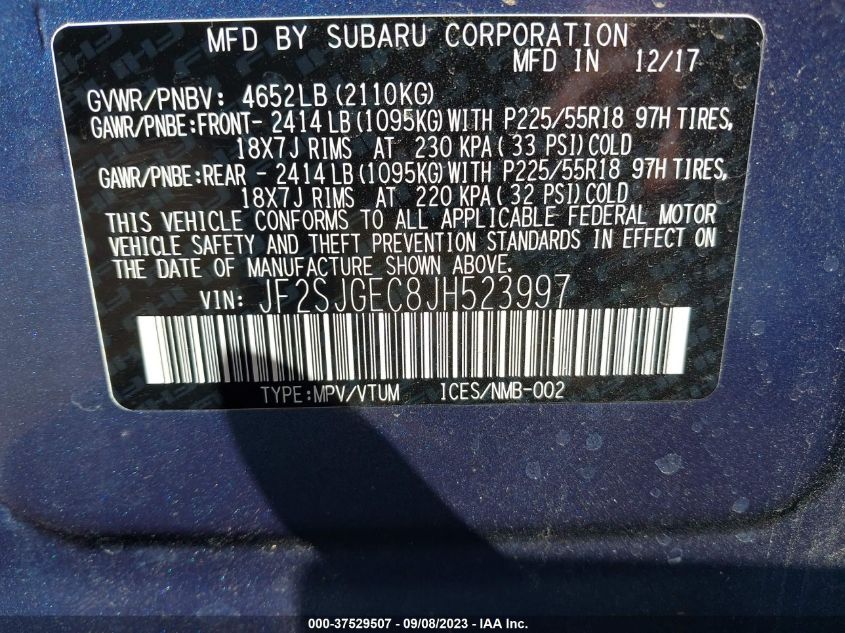 MFD BY SUBARU CORPORATION
MFD IN 12/17
GVWR/PNBV: 4652LB (2110KG)
GAWR/PNBE:FRONT- 2414 LB (1095KG) WITH P225/55R18 97H TIRES,
18X7J RIMS AT 230 KPA ( 33 PSI) COLD
GAWR/PNBE:REAR - 2414 LB (1095KG) WITH P225/55R18 97H TIRES,
18X7J RIMS AT 220 KPA ( 32 PSI) COLD
THIS VEHICLE CONFORMS TO ALL APPLICABLE FEDERAL MOTOR
VEHICLE SAFETY AND THEFT PREVENTION STANDARDS IN EFFECT ON
THE DATE OF MANUFACTURE SHOWN ABOVE.
VIN: JF2SJGEC8JH523997
TYPE:MPV/VTUM ICES/NMB-002
000-37529507 - 09/08/2023 - IAA Inc.